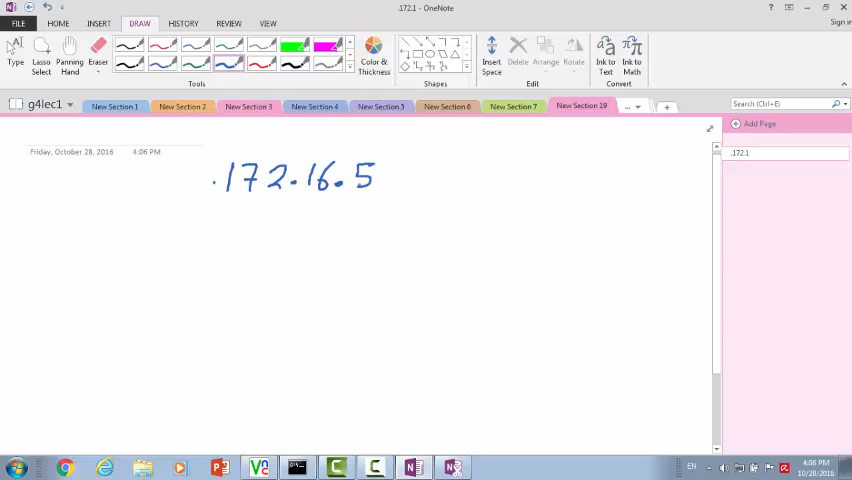 .172.1 - OneNote
?
FILE HOME INSERT DRAW HISTORY REVIEW VIEW Sign in
Type Lasso Select Panning Hand Eraser Color & Thickness Insert Space Delete Arrange Rotate Ink to Text Ink to Math
Tools Shapes Edit Convert
g4lec1 New Section 1 New Section 2 New Section 3 New Section 4 New Section 5 New Section 6 New Section 7 New Section 19 ... + Search (Ctrl+E)
Add Page
Friday, October 28, 2016 4:06 PM
.172.1
.172.16.5
EN 4:06 PM
10/28/2016